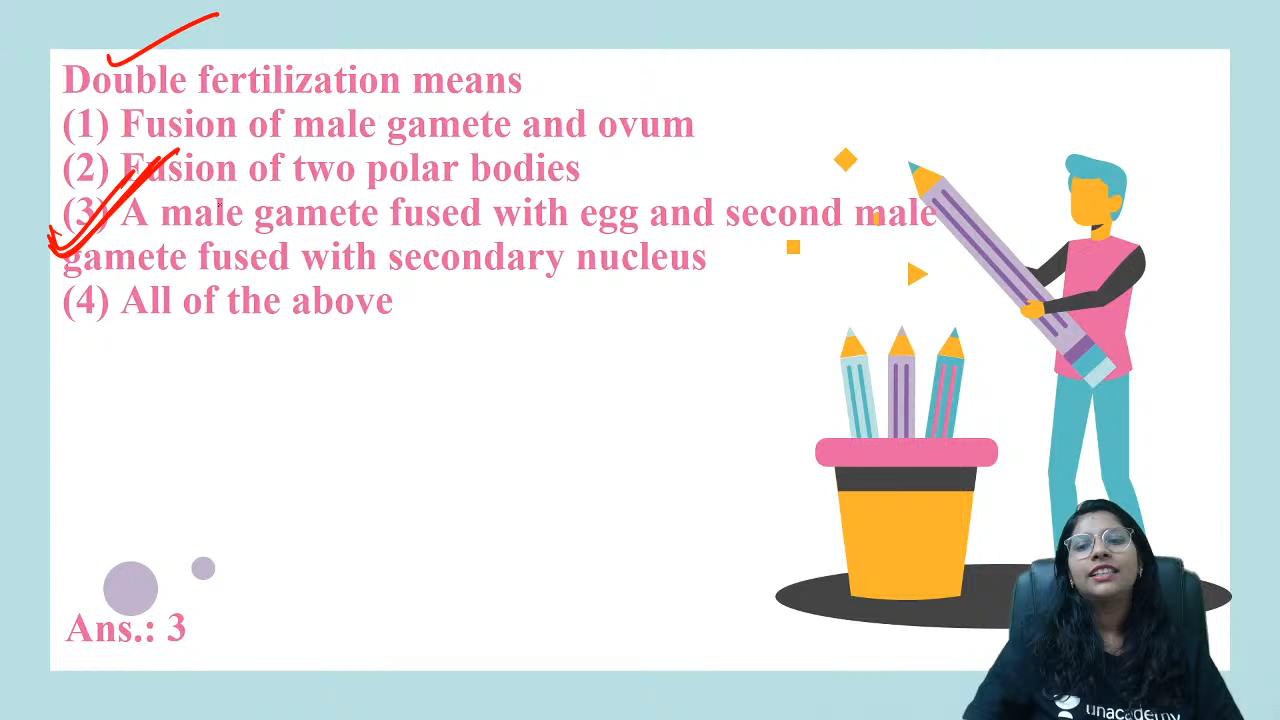 Double fertilization means
(1) Fusion of male gamete and ovum
(2) Fusion of two polar bodies
(3) A male gamete fused with egg and second male
gamete fused with secondary nucleus
(4) All of the above
Ans.: 3
unacademy